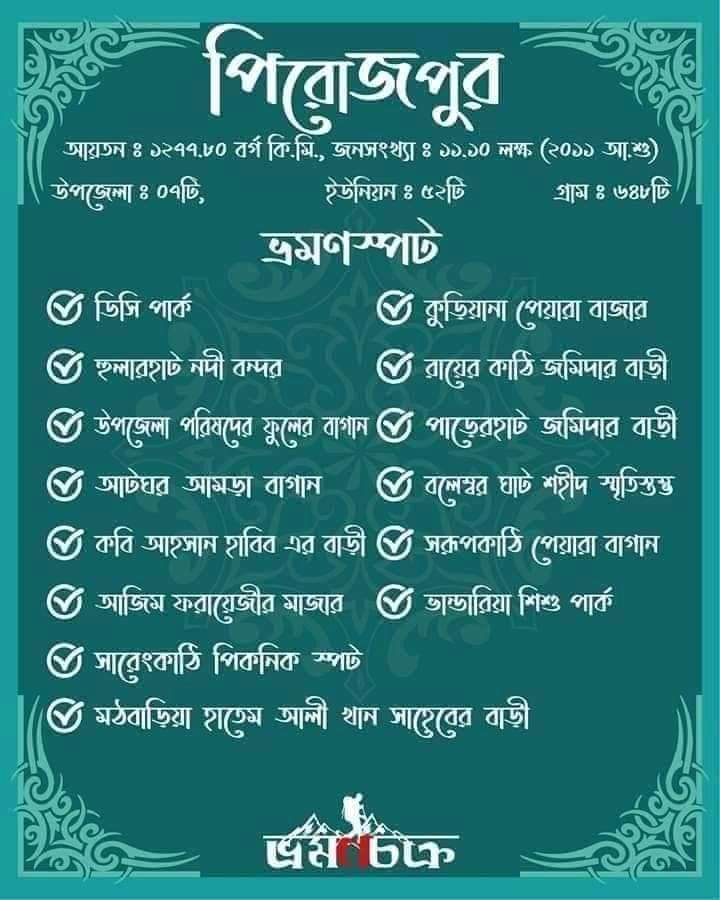 পিরোজপুর
আয়তন ঃ ১২৭৭.৮০ বর্গ কি.মি., জনসংখ্যা ঃ ১১.১০ লক্ষ (২০১১ আ.শু)
উপজেলা ঃ ০৭টি, ইউনিয়ন ঃ ৫২টি গ্রাম ঃ ৬৪৮টি
ভ্রমণস্পট
ডিসি পার্ক কুড়িয়ানা পেয়ারা বাজার
হুলারহাট নদী বন্দর রায়ের কাঠি জমিদার বাড়ী
উপজেলা পরিষদের ফুলের বাগান পাড়েরহাট জমিদার বাড়ী
আটঘর আমড়া বাগান বলেম্বর ঘাট শহীদ স্মৃতিস্তম্ভ
কবি আহসান হাবিব এর বাড়ী সরূপকাঠি পেয়ারা বাগান
আজিম ফরায়েজীর মাজার ভান্ডারিয়া শিশু পার্ক
সারেংকাঠি পিকনিক স্পট
মঠবাড়িয়া হাতেম আলী খান সাহেবের বাড়ী
ভ্রমণচক্র